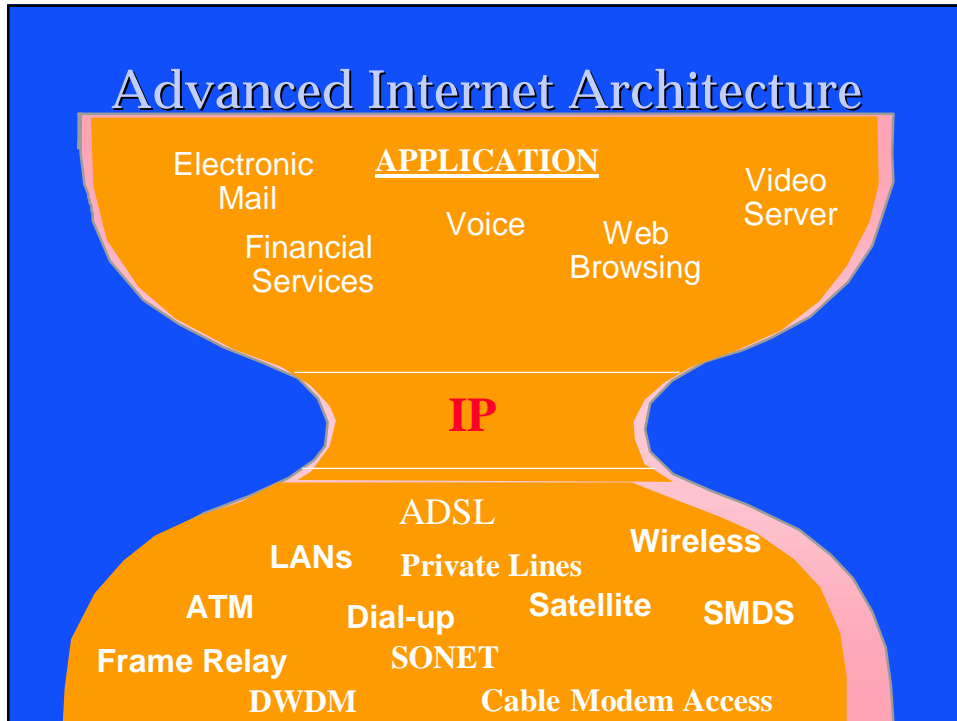 Advanced Internet Architecture
APPLICATION
Electronic
Mail
Financial
Services
Voice
Web
Browsing
Video
Server
IP
ADSL
LANs
Private Lines
Wireless
ATM
Dial-up
Satellite
SMDS
Frame Relay
SONET
DWDM
Cable Modem Access